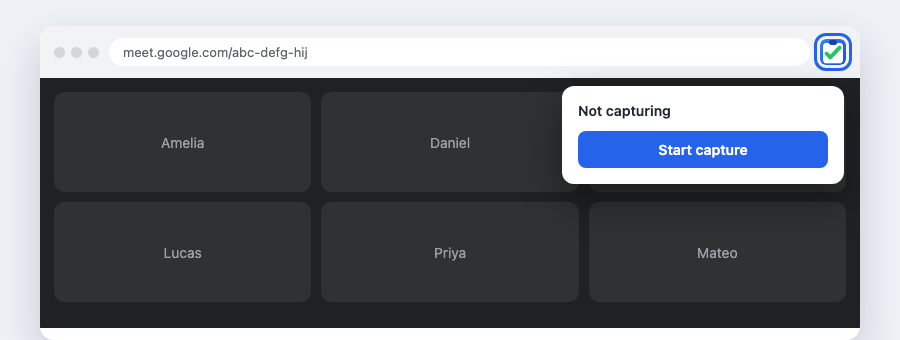 meet.google.com/abc-defg-hij
Not capturing
Start capture
Amelia
Daniel
Lucas
Priya
Mateo